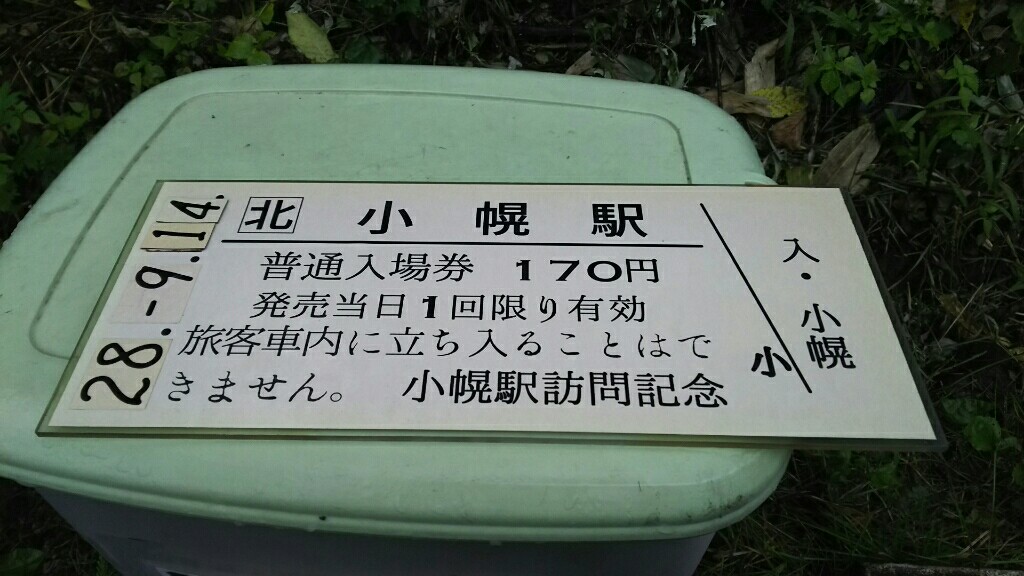 北 小幌駅
普通入場券 170円
発売当日1回限り有効
旅客車内に立ち入ることはで
きません。 小幌駅訪問記念
28.-9.14.
入・小幌
小